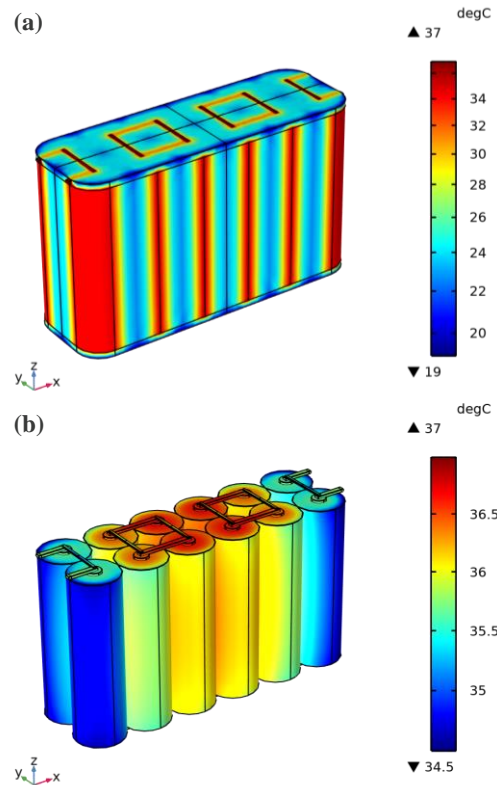 (a)
degC
▲ 37
34
32
30
28
26
24
22
20
▼ 19
z
y x
(b)
degC
▲ 37
36.5
36
35.5
35
▼ 34.5
z
y x